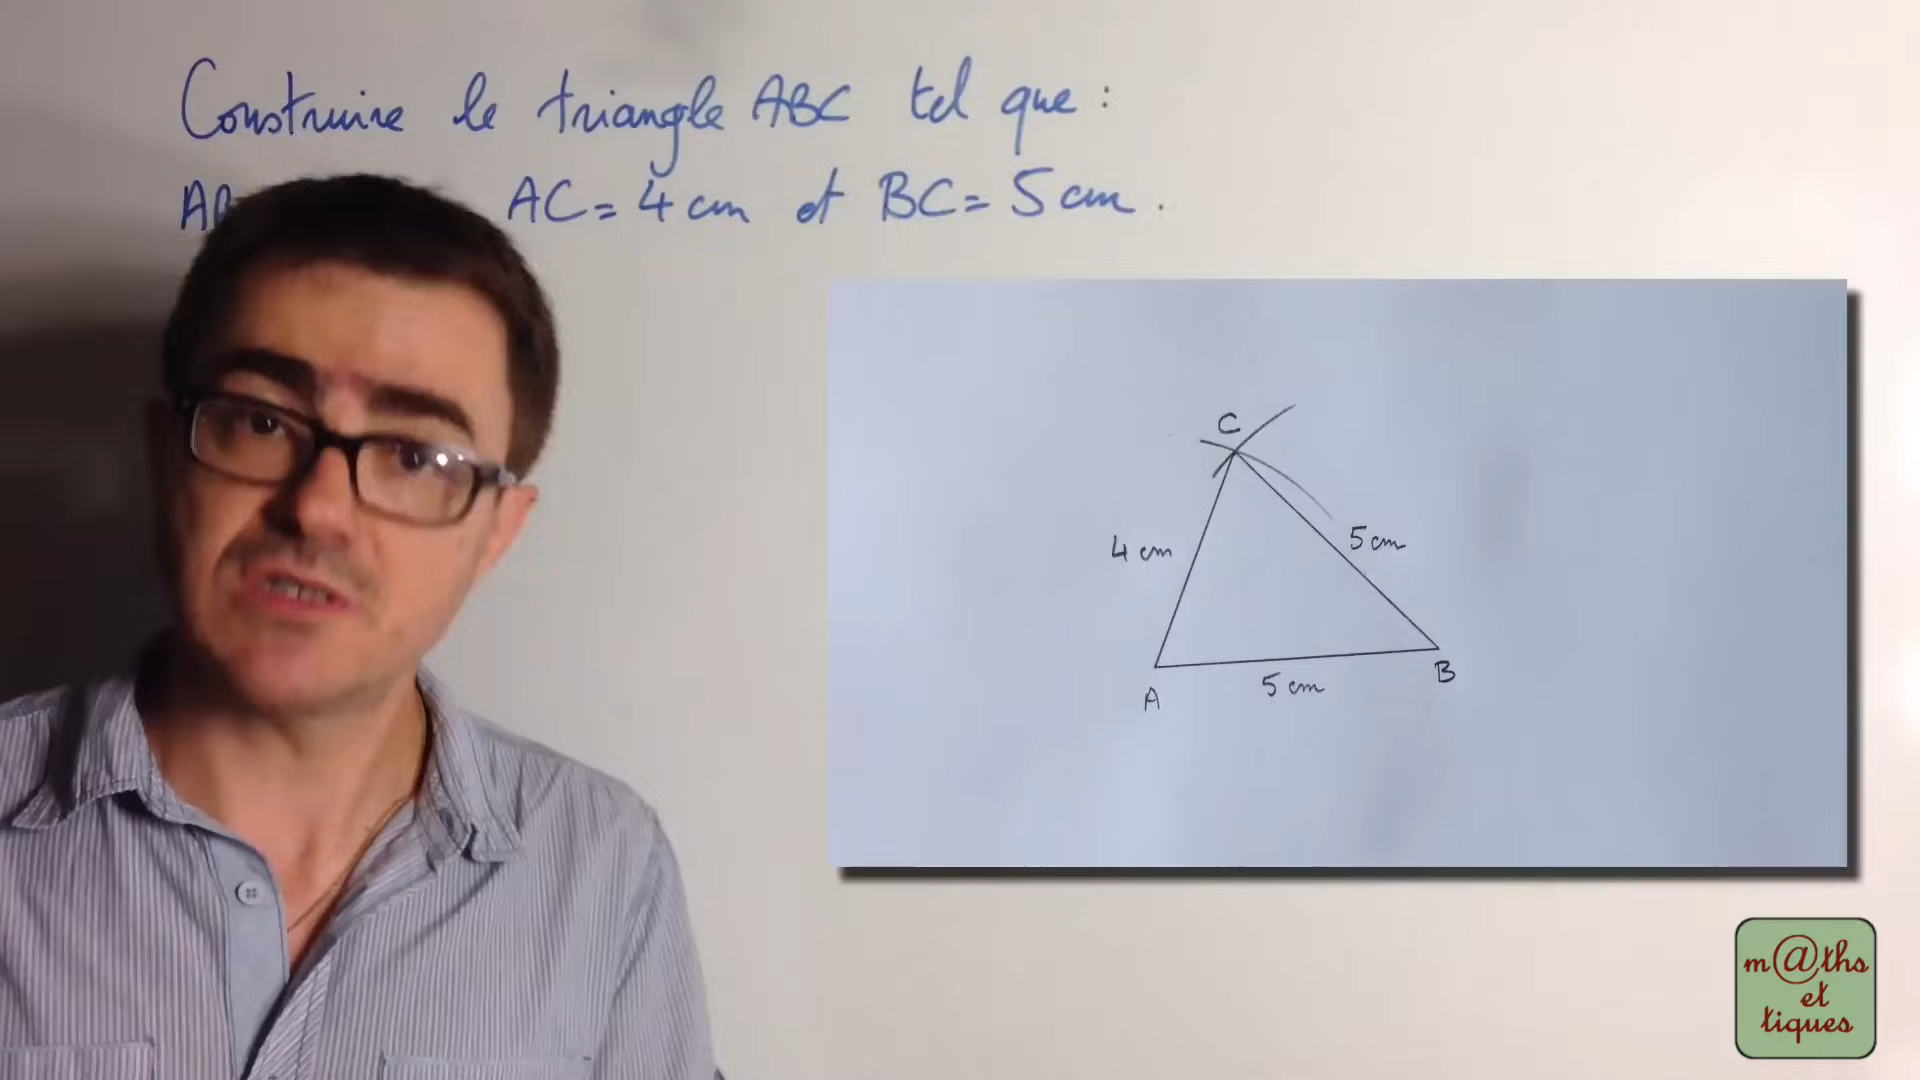 Construire le triangle ABC tel que :
AC = 4 cm et BC = 5 cm .
C
4 cm
5 cm
A
5 cm
B
m@ths
et
tiques